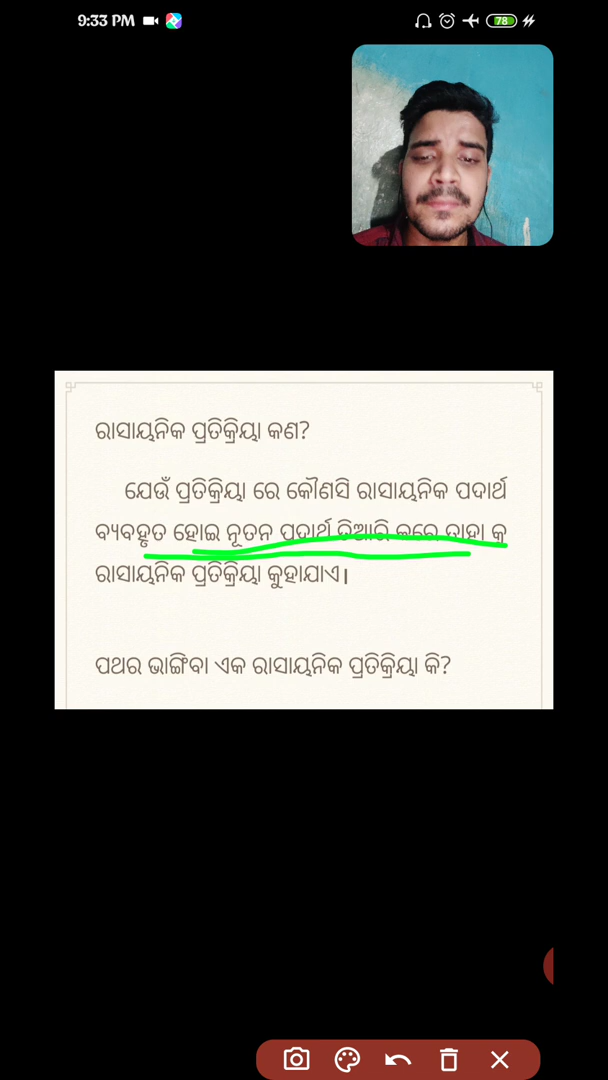 9:33 PM
78
ରାସାୟନିକ ପ୍ରତିକ୍ରିୟା କଣ?
ଯେଉଁ ପ୍ରତିକ୍ରିୟା ରେ କୌଣସି ରାସାୟନିକ ପଦାର୍ଥ
ବ୍ୟବହୃତ ହୋଇ ନୂତନ ପଦାର୍ଥ ତିଆରି କରେ ତାହା କୁ
ରାସାୟନିକ ପ୍ରତିକ୍ରିୟା କୁହାଯାଏ।
ପଥର ଭାଙ୍ଗିବା ଏକ ରାସାୟନିକ ପ୍ରତିକ୍ରିୟା କି?